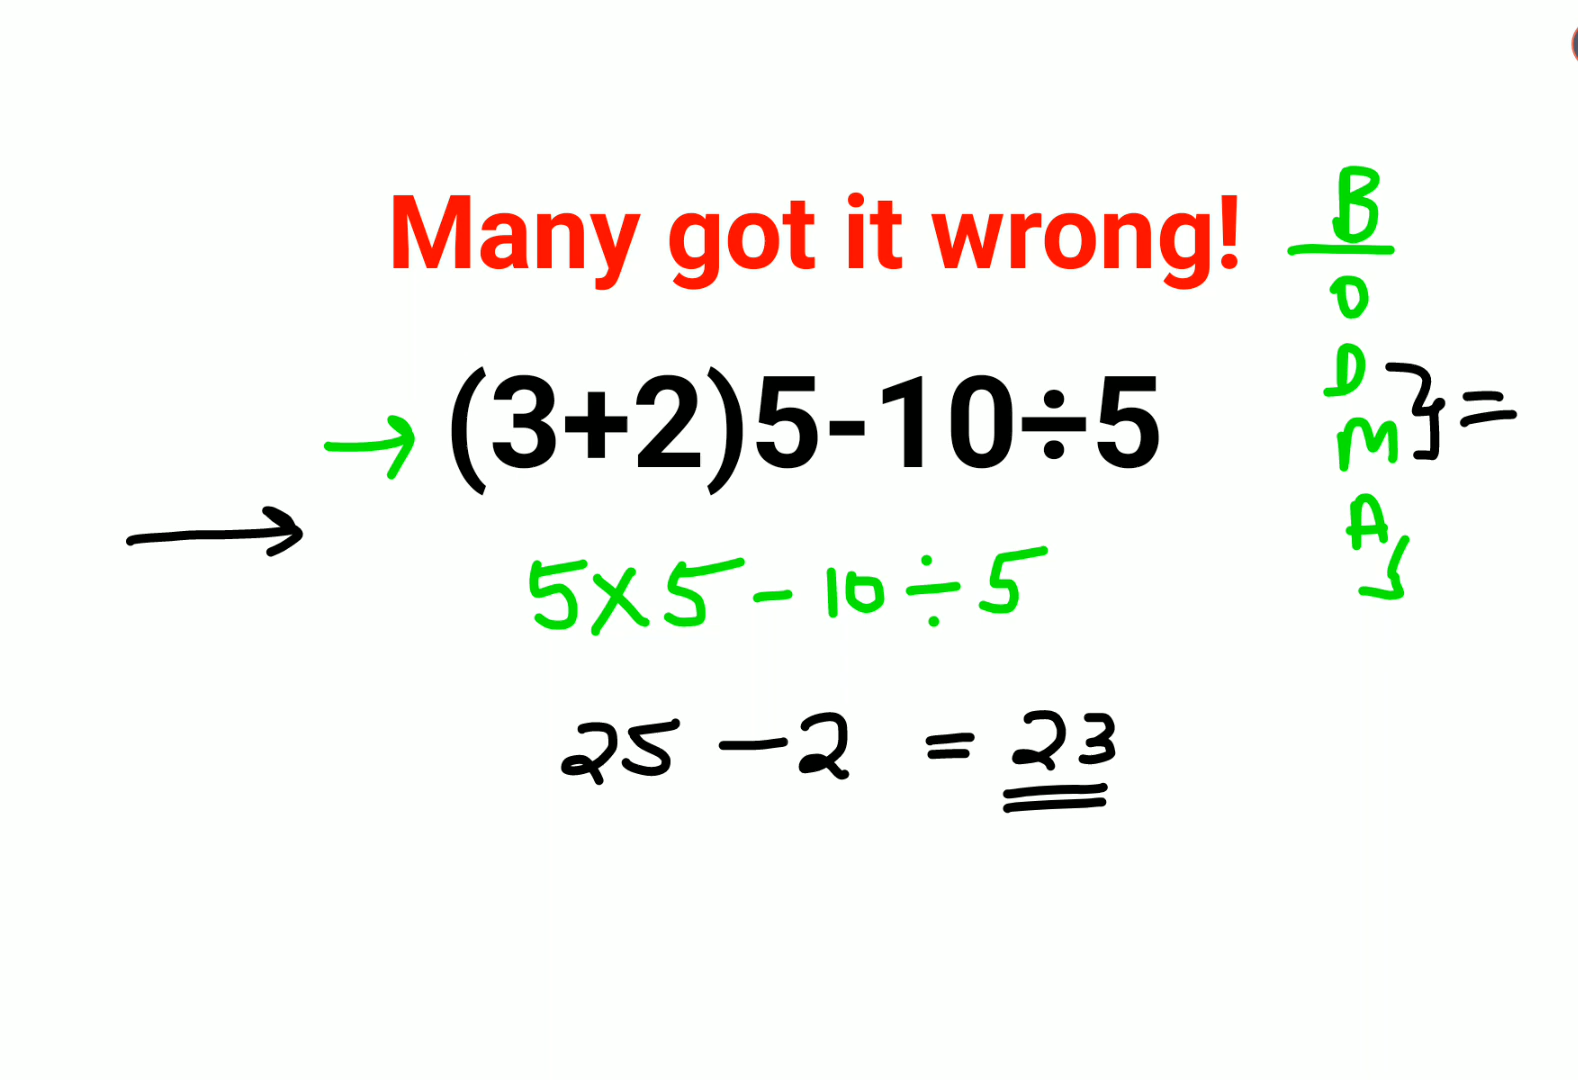 Many got it wrong!
(3+2)5-10÷5
5×5-10÷5
25-2 = 23
B
O
D
M
A
S
=